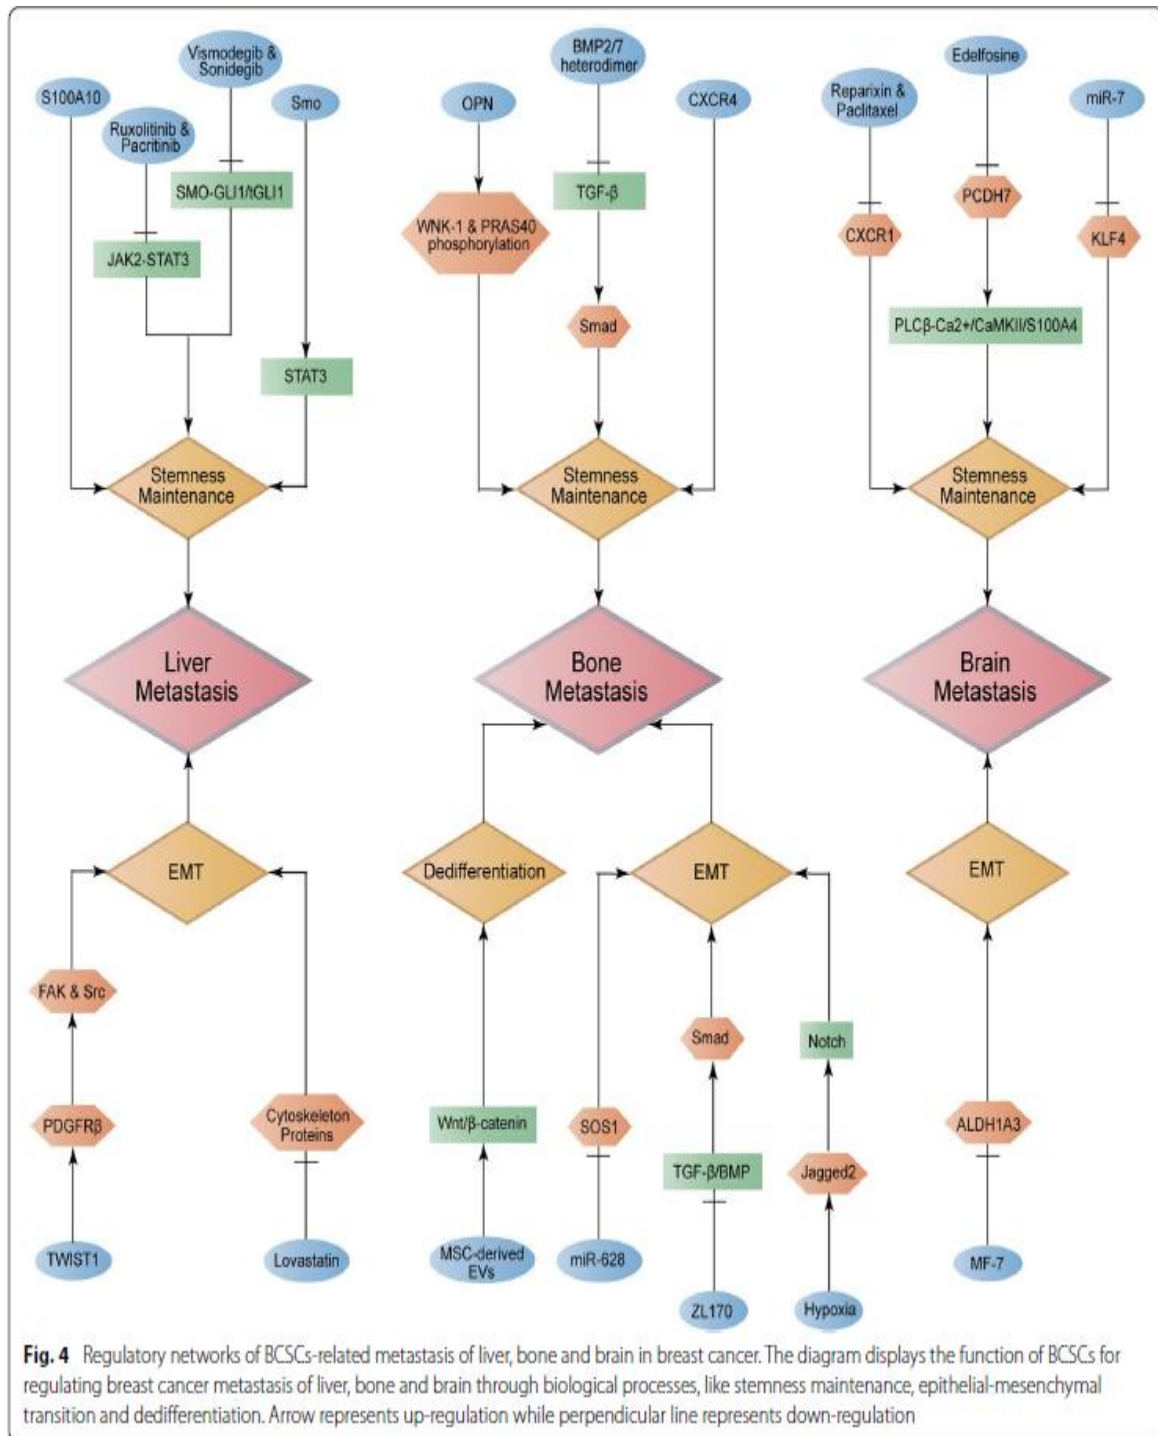 Vismodegib &
Sonidegib
S100A10
Ruxolitinib &
Pacritinib
Smo
SMO-GLI1/tGLI1
JAK2-STAT3
STAT3
Stemness
Maintenance
Liver
Metastasis
EMT
FAK & Src
PDGFRβ
Cytoskeleton
Proteins
TWIST1
Lovastatin
BMP2/7
heterodimer
OPN
CXCR4
TGF-β
WNK-1 & PRAS40
phosphorylation
Smad
Stemness
Maintenance
Bone
Metastasis
Dedifferentiation
EMT
Smad
Notch
Wnt/β-catenin
SOS1
TGF-β/BMP
Jagged2
MSC-derived
EVs
miR-628
ZL170
Hypoxia
Edelfosine
Reparixin &
Paclitaxel
miR-7
PCDH7
CXCR1
KLF4
PLCβ-Ca2+/CaMKII/S100A4
Stemness
Maintenance
Brain
Metastasis
EMT
ALDH1A3
MF-7
Fig. 4 Regulatory networks of BCSCs-related metastasis of liver, bone and brain in breast cancer. The diagram displays the function of BCSCs for
regulating breast cancer metastasis of liver, bone and brain through biological processes, like stemness maintenance, epithelial-mesenchymal
transition and dedifferentiation. Arrow represents up-regulation while perpendicular line represents down-regulation